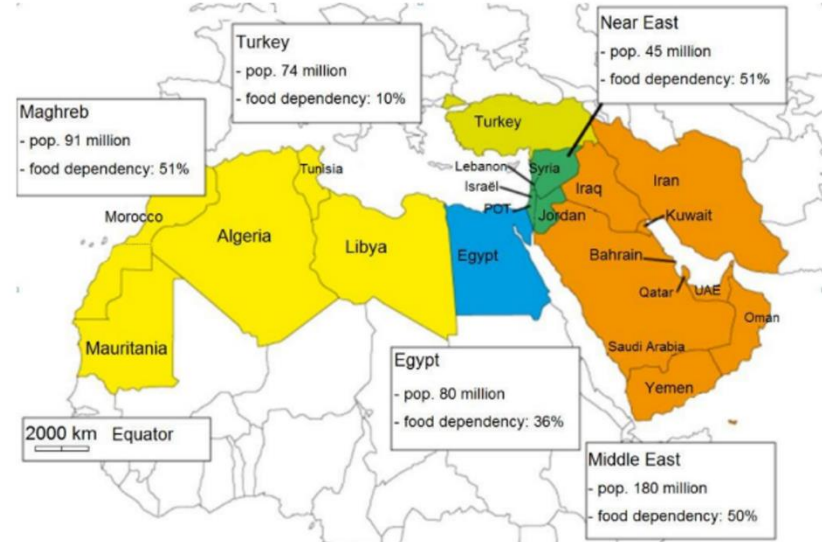 Near East
- pop. 45 million
- food dependency: 51%
Turkey
- pop. 74 million
- food dependency: 10%
Maghreb
- pop. 91 million
- food dependency: 51%
Turkey
Tunisia
Lebanon
Syria
Israël
Iraq
Iran
POT
Jordan
Kuwait
Morocco
Algeria
Libya
Egypt
Bahrain
Qatar
UAE
Oman
Mauritania
Saudi Arabia
Yemen
Egypt
- pop. 80 million
- food dependency: 36%
2000 km Equator
Middle East
- pop. 180 million
- food dependency: 50%